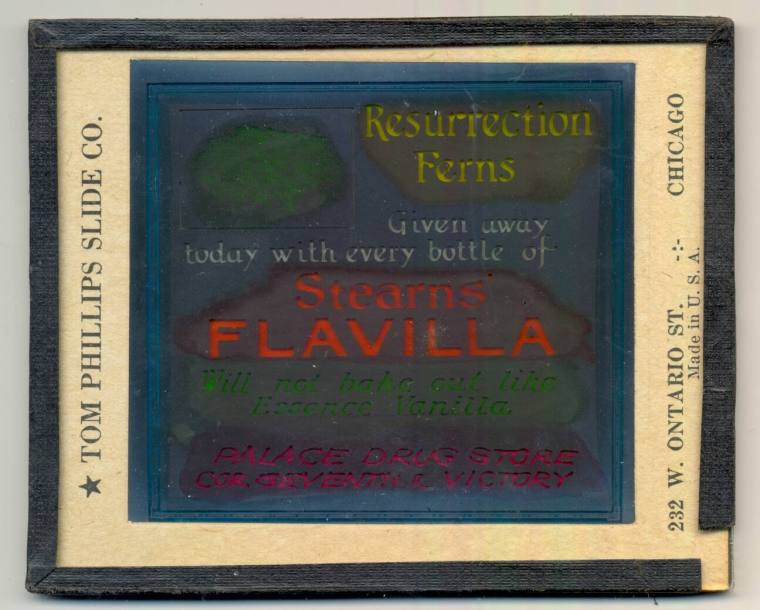 ★ TOM PHILLIPS SLIDE CO.
Resurrection
Ferns
Given away
today with every bottle of
Stearns'
FLAVILLA
Will not bake out like
Essence Vanilla
PALACE DRUG STORE
COR. SEVENTH & VICTORY
232 W. ONTARIO ST. -:- CHICAGO
Made in U. S. A.